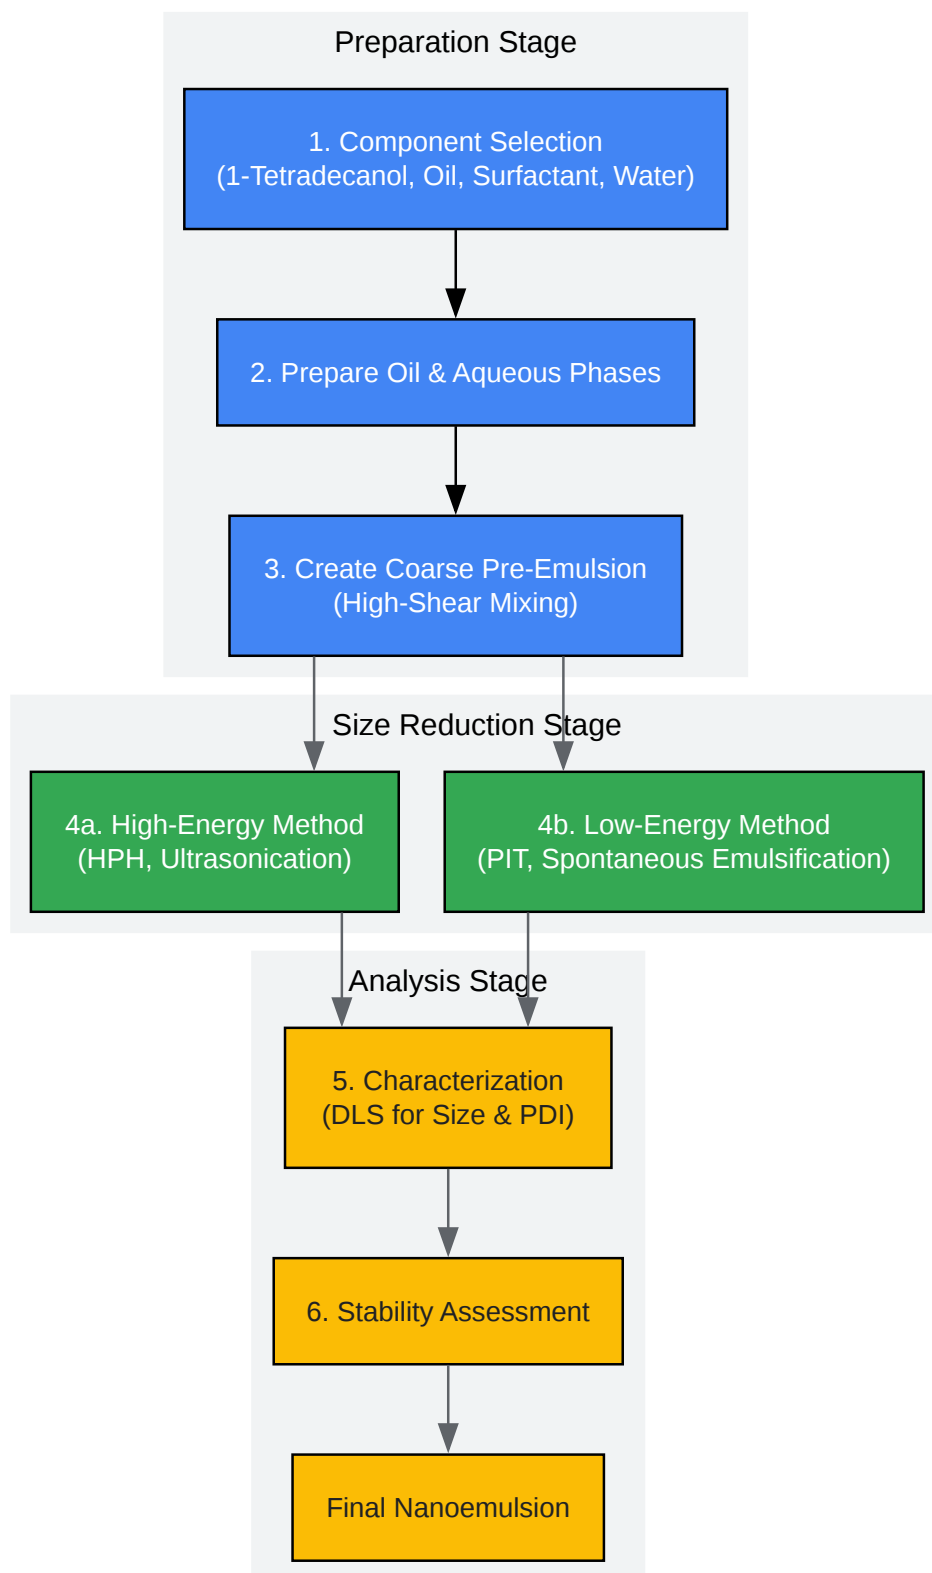 Preparation Stage
1. Component Selection
(1-Tetradecanol, Oil, Surfactant, Water)
2. Prepare Oil & Aqueous Phases
3. Create Coarse Pre-Emulsion
(High-Shear Mixing)
Size Reduction Stage
4a. High-Energy Method
(HPH, Ultrasonication)
4b. Low-Energy Method
(PIT, Spontaneous Emulsification)
Analysis Stage
5. Characterization
(DLS for Size & PDI)
6. Stability Assessment
Final Nanoemulsion